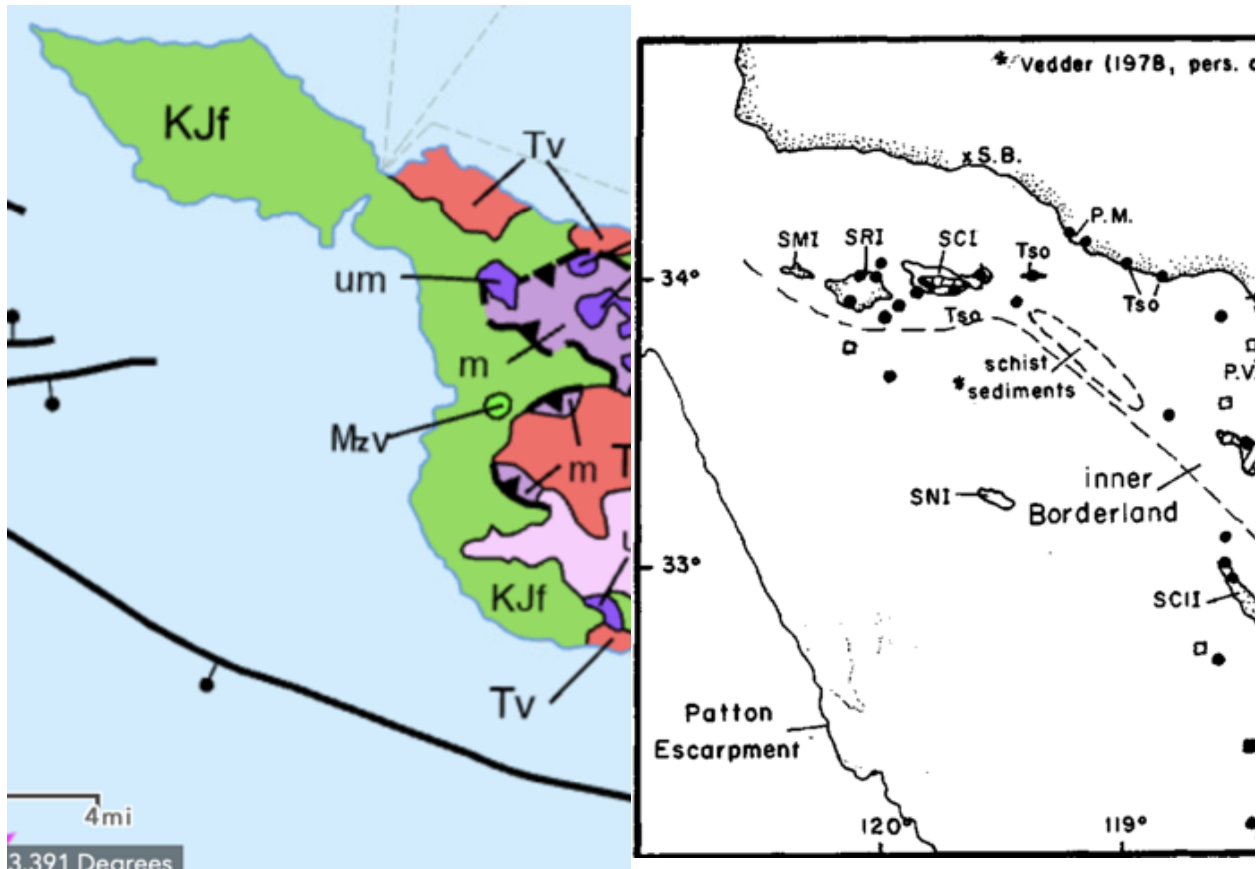 KJf
Tv
um
m
MzV
m
KJf
Tv
4mi
3.391 Degrees
* Vedder (1978, pers.
x S.B.
P.M.
SMI
SRI
SCI
Tso
34°
Tso
Tso
schist
* sediments
P.V.
SNI
inner
Borderland
33°
SClI
Patton
Escarpment
120°
119°